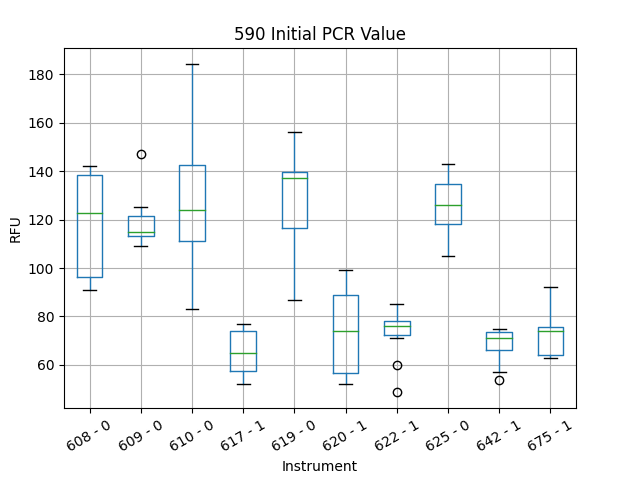 590 Initial PCR Value
RFU
180
160
140
120
100
80
60
608 - 0
609 - 0
610 - 0
617 - 1
619 - 0
620 - 1
622 - 1
625 - 0
642 - 1
675 - 1
Instrument